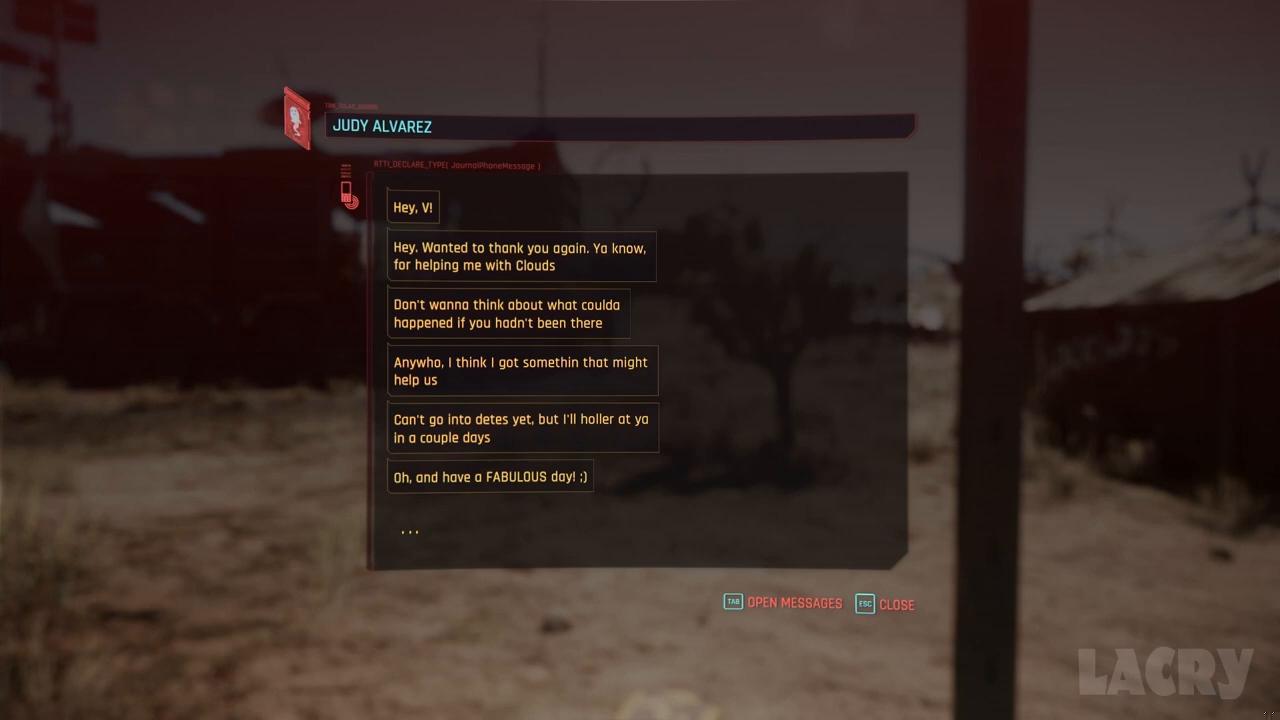 JUDY ALVAREZ
RTTI_DECLARE_TYPE( JournalPhoneMessage )
Hey, V!
Hey. Wanted to thank you again. Ya know,
for helping me with Clouds
Don't wanna think about what coulda
happened if you hadn't been there
Anywho, I think I got somethin that might
help us
Can't go into detes yet, but I'll holler at ya
in a couple days
Oh, and have a FABULOUS day! ;)
...
TAB OPEN MESSAGES ESC CLOSE
LACRY